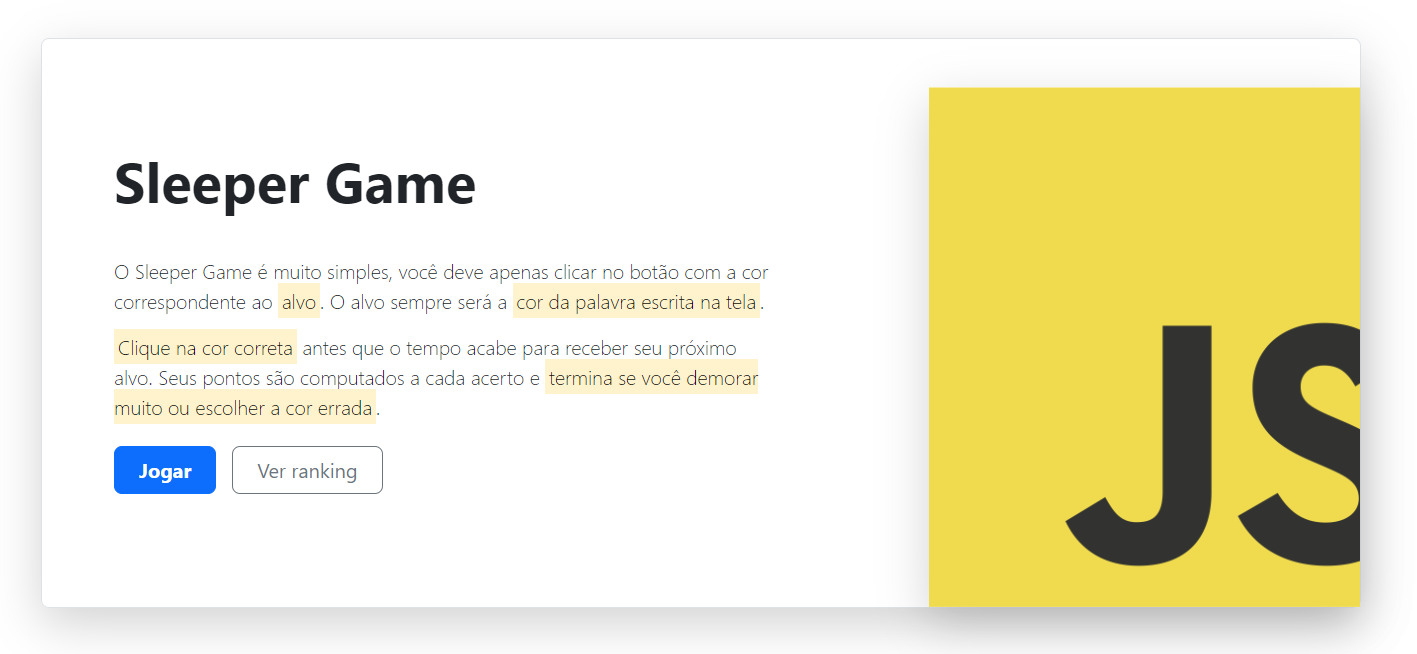 Sleeper Game
O Sleeper Game é muito simples, você deve apenas clicar no botão com a cor
correspondente ao alvo. O alvo sempre será a cor da palavra escrita na tela.
Clique na cor correta antes que o tempo acabe para receber seu próximo
alvo. Seus pontos são computados a cada acerto e termina se você demorar
muito ou escolher a cor errada.
Jogar Ver ranking
JS